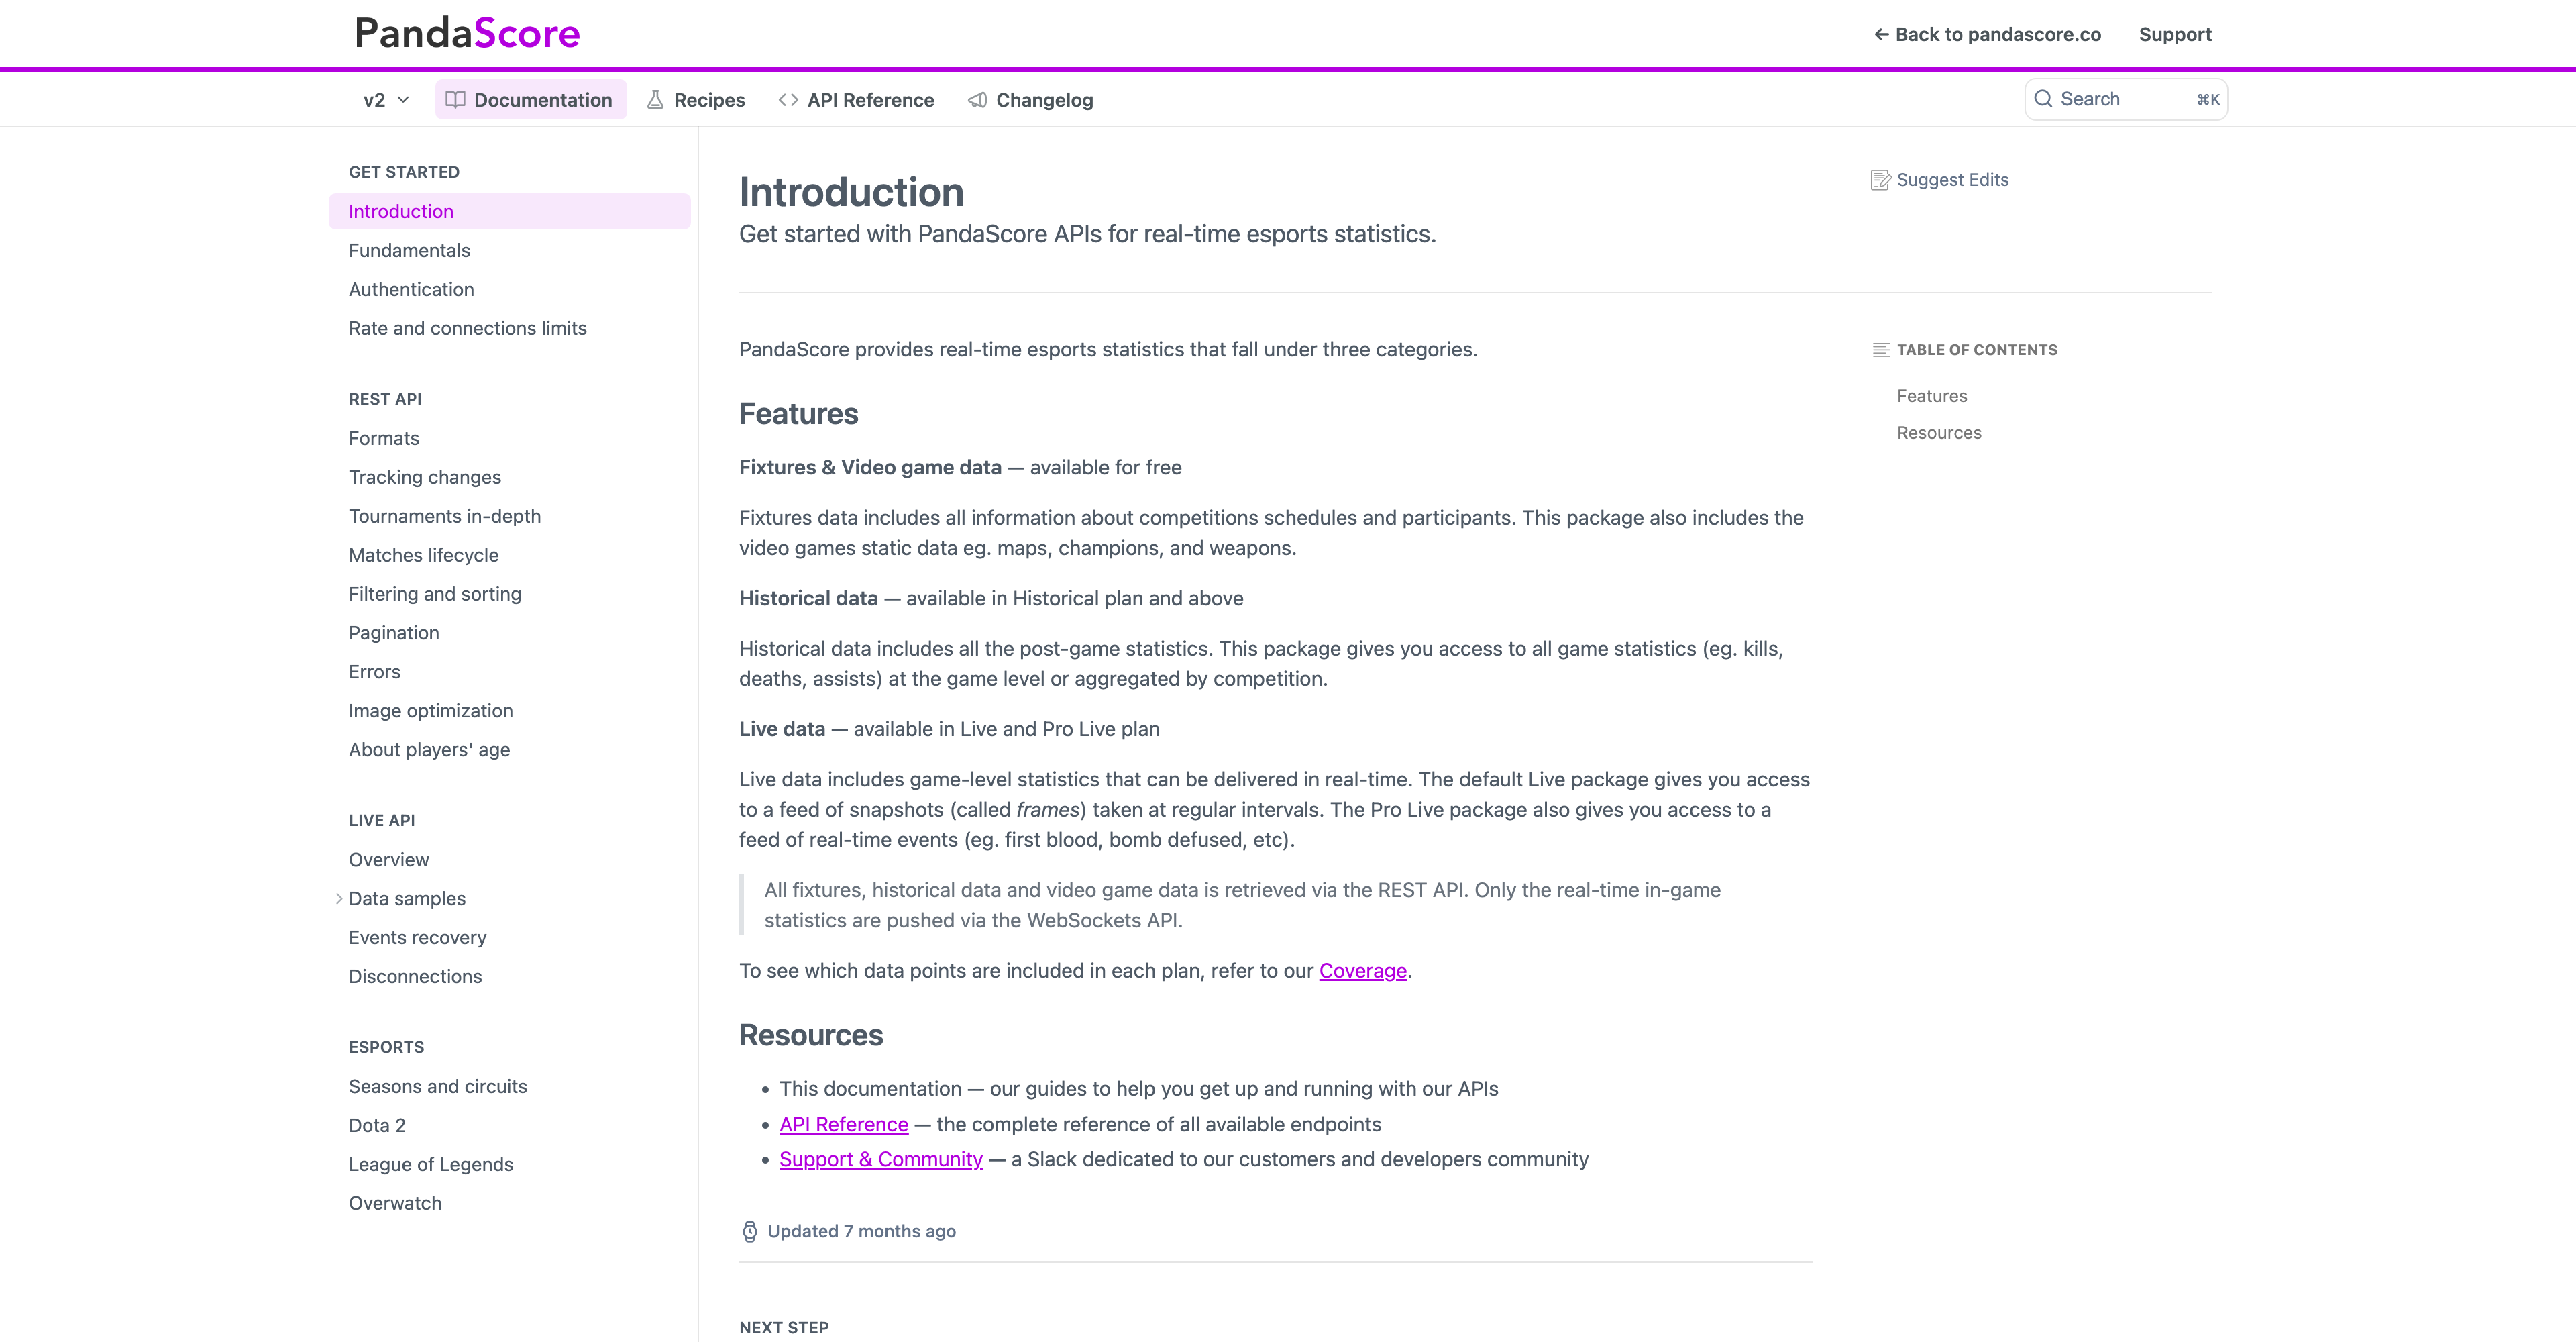 PandaScore
← Back to pandascore.co
Support
v2
Documentation
Recipes
API Reference
Changelog
Search
⌘K
GET STARTED
Introduction
Fundamentals
Authentication
Rate and connections limits
REST API
Formats
Tracking changes
Tournaments in-depth
Matches lifecycle
Filtering and sorting
Pagination
Errors
Image optimization
About players' age
LIVE API
Overview
Data samples
Events recovery
Disconnections
ESPORTS
Seasons and circuits
Dota 2
League of Legends
Overwatch
Introduction
Get started with PandaScore APIs for real-time esports statistics.
PandaScore provides real-time esports statistics that fall under three categories.
Features
Fixtures & Video game data — available for free
Fixtures data includes all information about competitions schedules and participants. This package also includes the
video games static data eg. maps, champions, and weapons.
Historical data — available in Historical plan and above
Historical data includes all the post-game statistics. This package gives you access to all game statistics (eg. kills,
deaths, assists) at the game level or aggregated by competition.
Live data — available in Live and Pro Live plan
Live data includes game-level statistics that can be delivered in real-time. The default Live package gives you access
to a feed of snapshots (called frames) taken at regular intervals. The Pro Live package also gives you access to a
feed of real-time events (eg. first blood, bomb defused, etc).
All fixtures, historical data and video game data is retrieved via the REST API. Only the real-time in-game
statistics are pushed via the WebSockets API.
To see which data points are included in each plan, refer to our Coverage.
Resources
• This documentation — our guides to help you get up and running with our APIs
• API Reference — the complete reference of all available endpoints
• Support & Community — a Slack dedicated to our customers and developers community
Updated 7 months ago
NEXT STEP
Suggest Edits
TABLE OF CONTENTS
Features
Resources